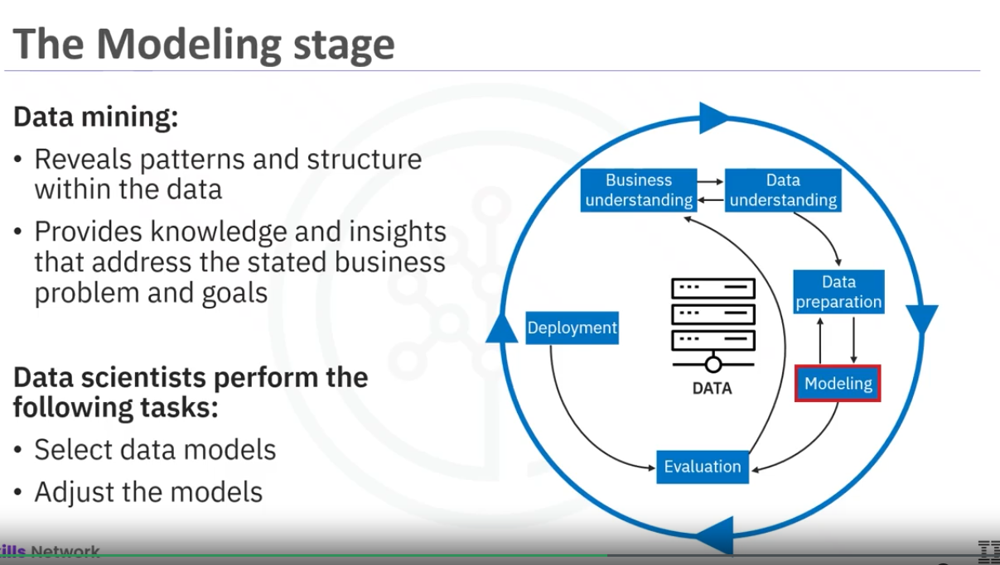 The Modeling stage
Data mining:
• Reveals patterns and structure
within the data
• Provides knowledge and insights
that address the stated business
problem and goals
Data scientists perform the
following tasks:
• Select data models
• Adjust the models
Business
understanding
Data
understanding
Data
preparation
Deployment
DATA
Modeling
Evaluation
Network